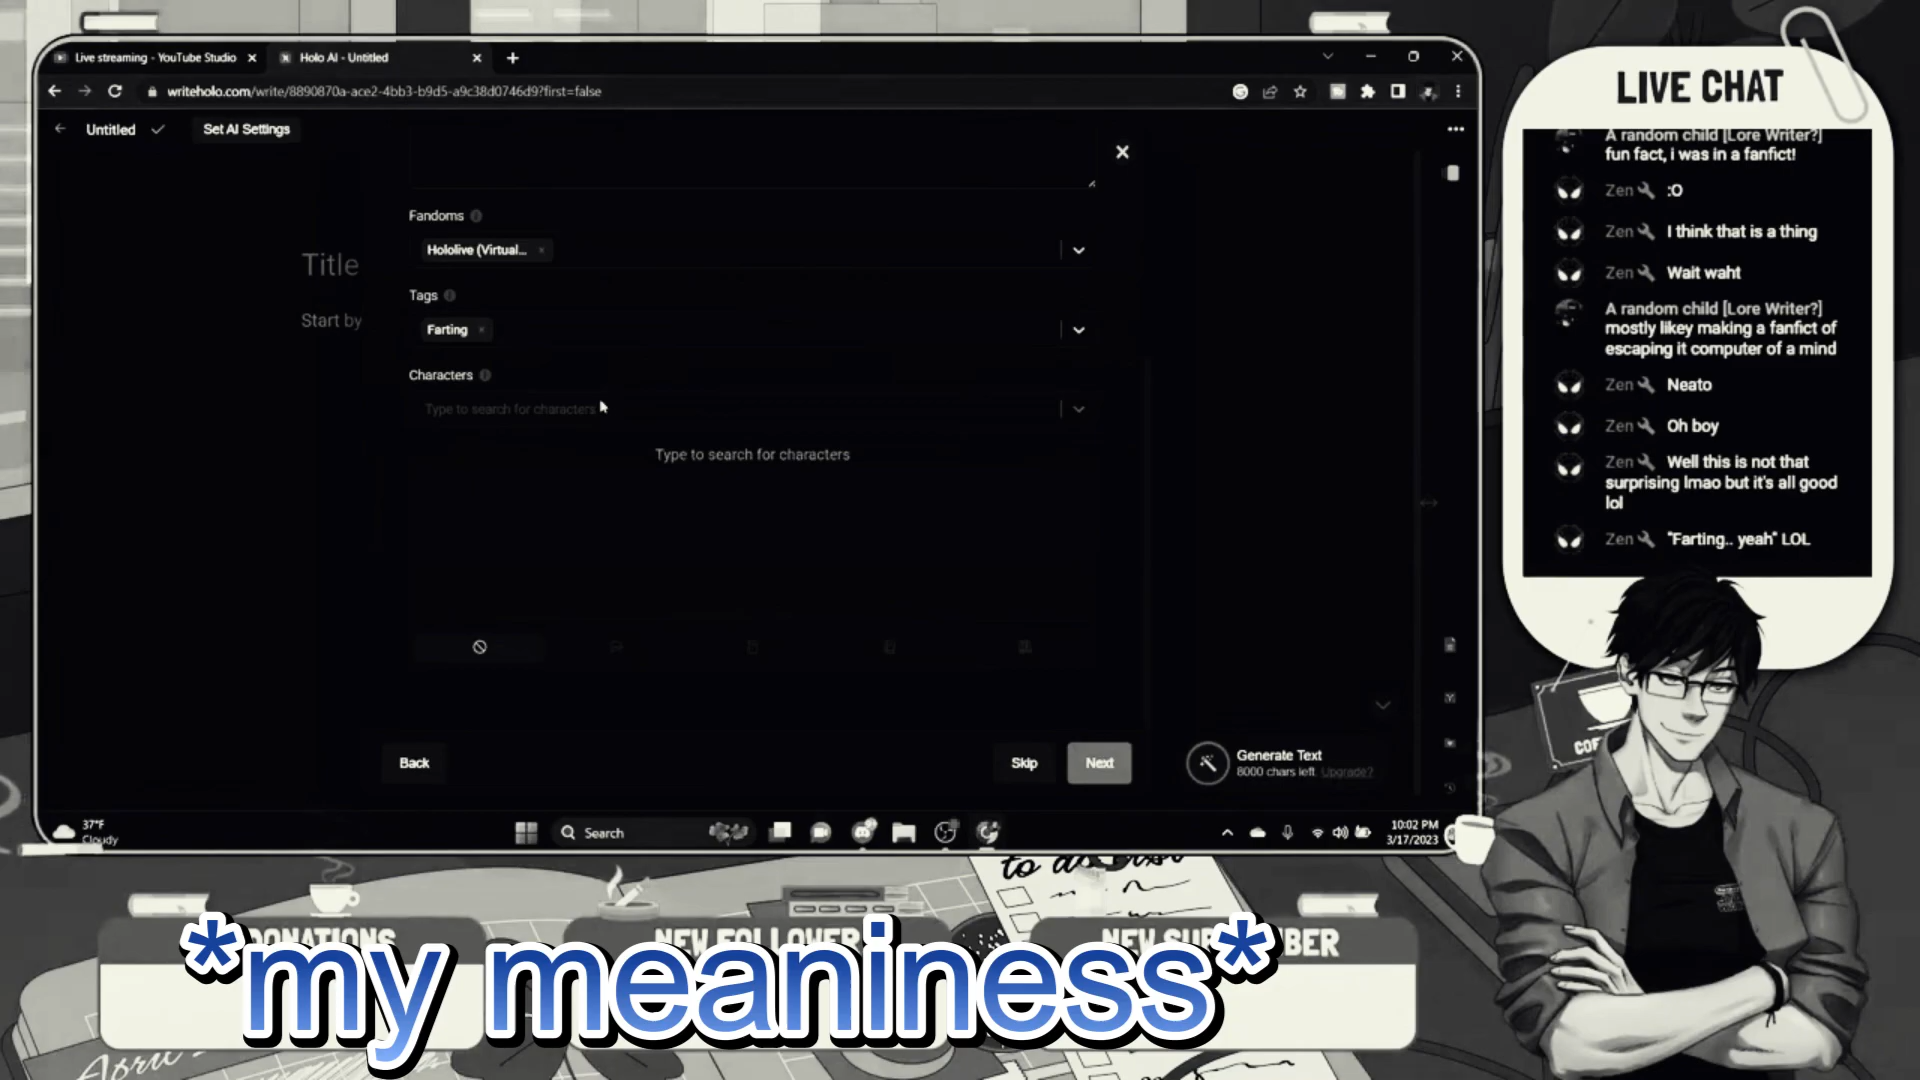 Live streaming - YouTube Studio
Holo AI - Untitled
writeholo.com/write/8890870a-ace2-4bb3-b9d5-a9c38d0746d9?first=false
Untitled
Set AI Settings
Title
Start by
Fandoms
Hololive (Virtual...
Tags
Farting
Characters
Type to search for characters
Type to search for characters
Back
Skip
Next
Generate Text
8000 chars left. Upgrade?
37°F
Cloudy
Search
10:02 PM
3/17/2023
LIVE CHAT
A random child [Lore Writer?]
fun fact, i was in a fanfict!
Zen :O
Zen I think that is a thing
Zen Wait waht
A random child [Lore Writer?]
mostly likey making a fanfict of
escaping it computer of a mind
Zen Neato
Zen Oh boy
Zen Well this is not that
surprising lmao but it's all good
lol
Zen "Farting.. yeah" LOL
DONATIONS
NEW FOLLOWER
*my meaniness*